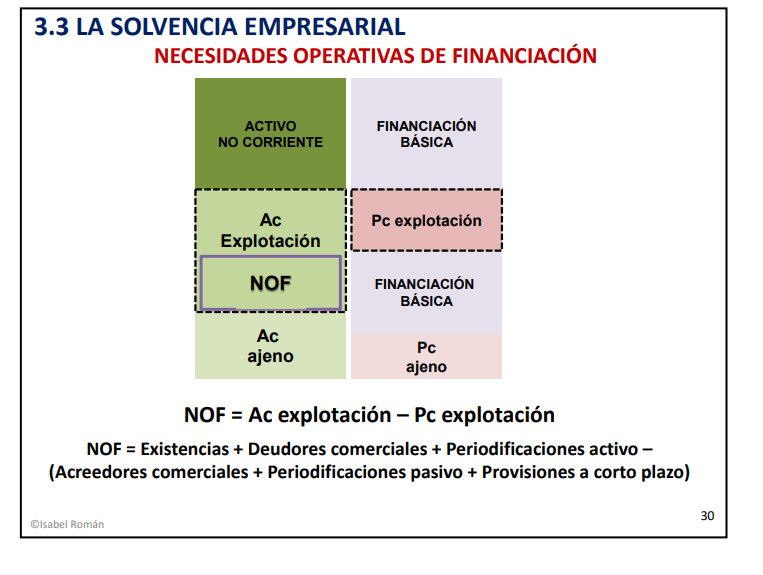 3.3 LA SOLVENCIA EMPRESARIAL
NECESIDADES OPERATIVAS DE FINANCIACIÓN
ACTIVO
NO CORRIENTE
FINANCIACIÓN
BÁSICA
Ac
Explotación
Pc explotación
NOF
FINANCIACIÓN
BÁSICA
Ac
ajeno
Pc
ajeno
NOF = Ac explotación – Pc explotación
NOF = Existencias + Deudores comerciales + Periodificaciones activo –
(Acreedores comerciales + Periodificaciones pasivo + Provisiones a corto plazo)
30
©Isabel Román